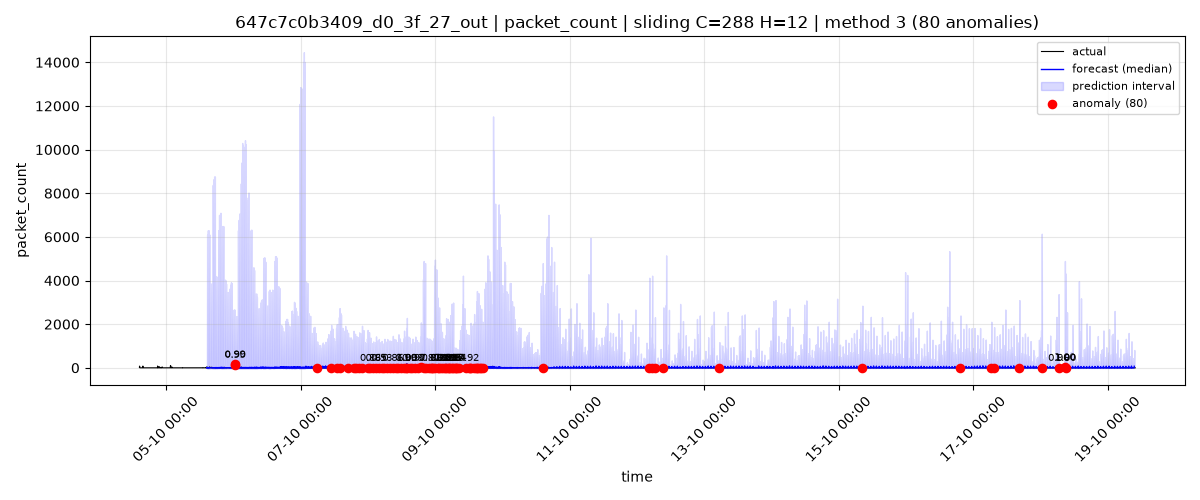 647c7c0b3409_d0_3f_27_out | packet_count | sliding C=288 H=12 | method 3 (80 anomalies)
actual
forecast (median)
prediction interval
anomaly (80)
packet_count
14000
12000
10000
8000
6000
4000
2000
0
0.99
05-10 00:00
07-10 00:00
09-10 00:00
11-10 00:00
13-10 00:00
15-10 00:00
17-10 00:00
19-10 00:00
time